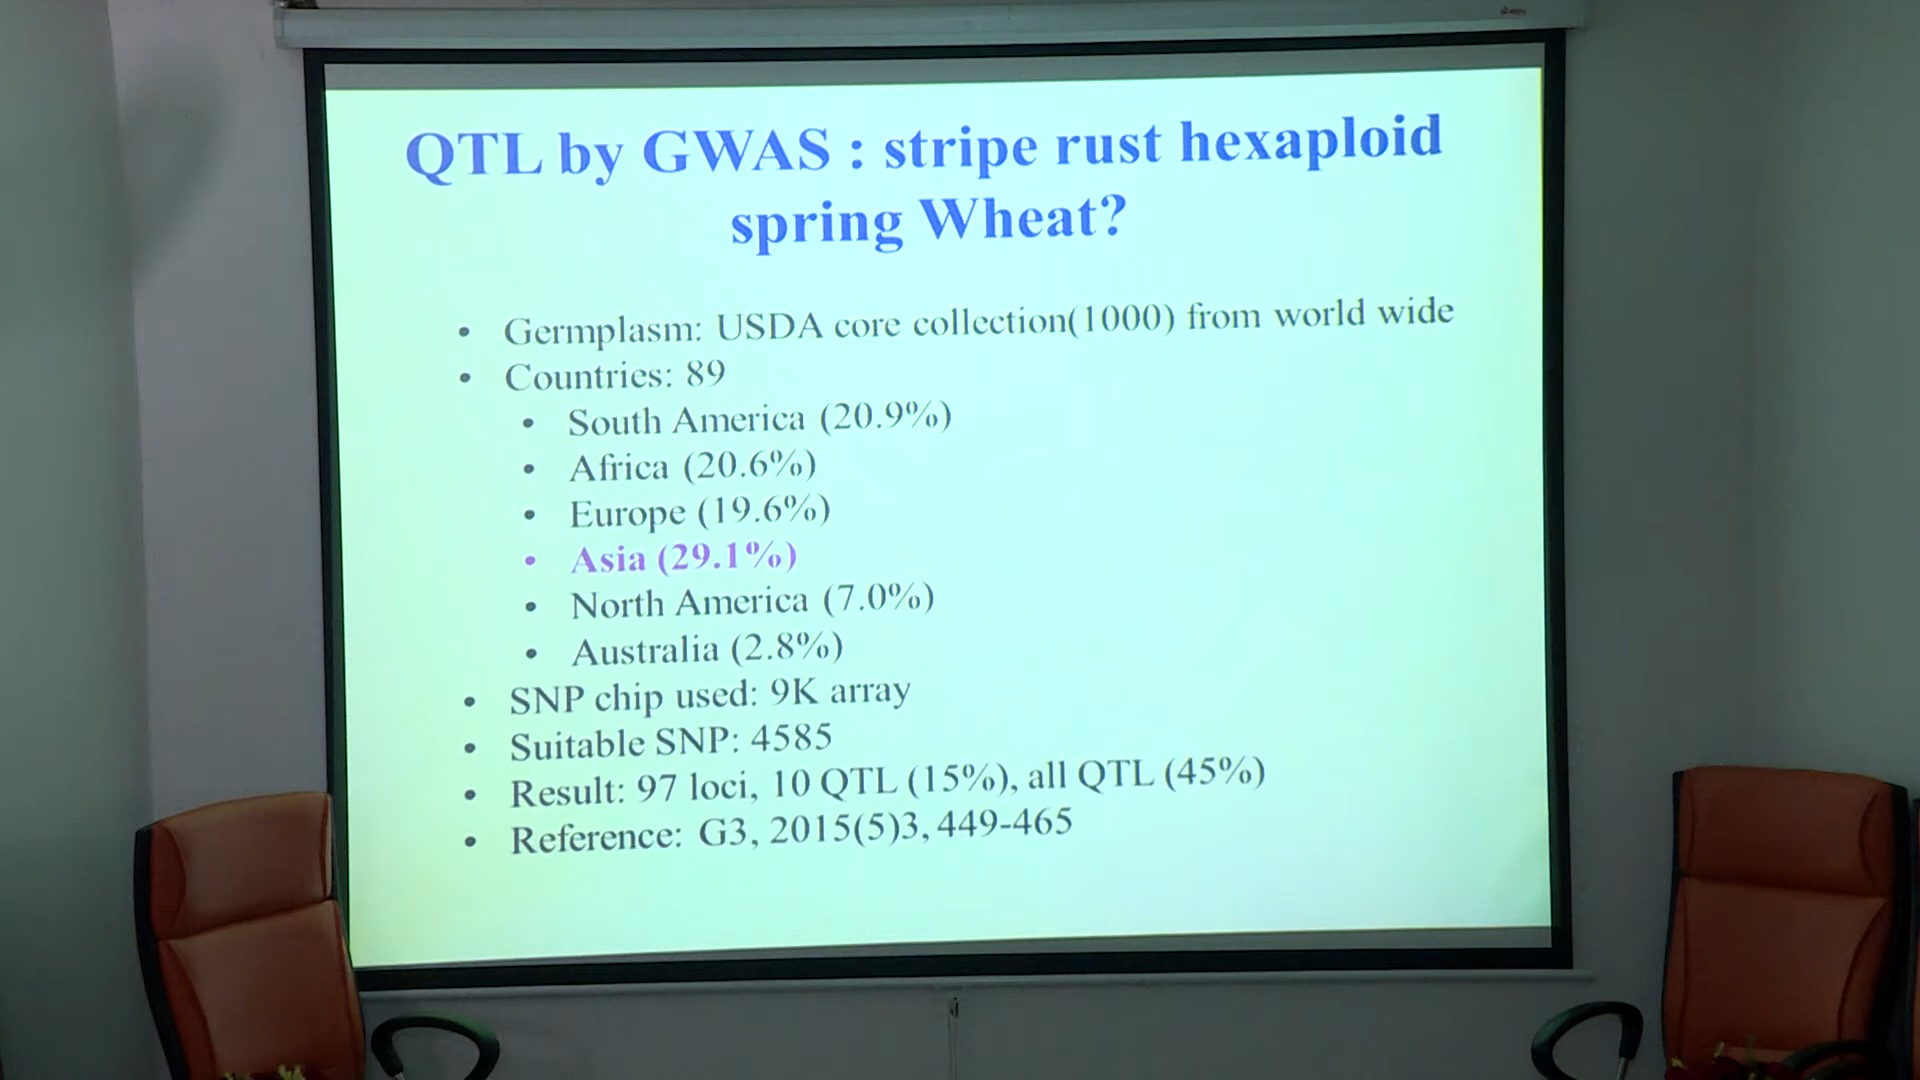 QTL by GWAS : stripe rust hexaploid
spring Wheat?
• Germplasm: USDA core collection(1000) from world wide
• Countries: 89
• South America (20.9%)
• Africa (20.6%)
• Europe (19.6%)
• Asia (29.1%)
• North America (7.0%)
• Australia (2.8%)
• SNP chip used: 9K array
• Suitable SNP: 4585
• Result: 97 loci, 10 QTL (15%), all QTL (45%)
• Reference: G3, 2015(5)3, 449-465